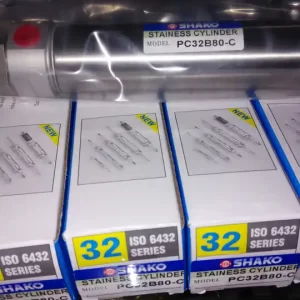 SHAKO
STAINESS CYLINDER
MODEL PC32B80-C
NEW
NEW
NEW
32 ISO 6432
SERIES
SHAKO
STAINESS CYLINDER
MODEL PC32B80-C
32 ISO 6432
SERIES
SHAKO
STAINESS CYLINDER
MODEL PC32B80-C